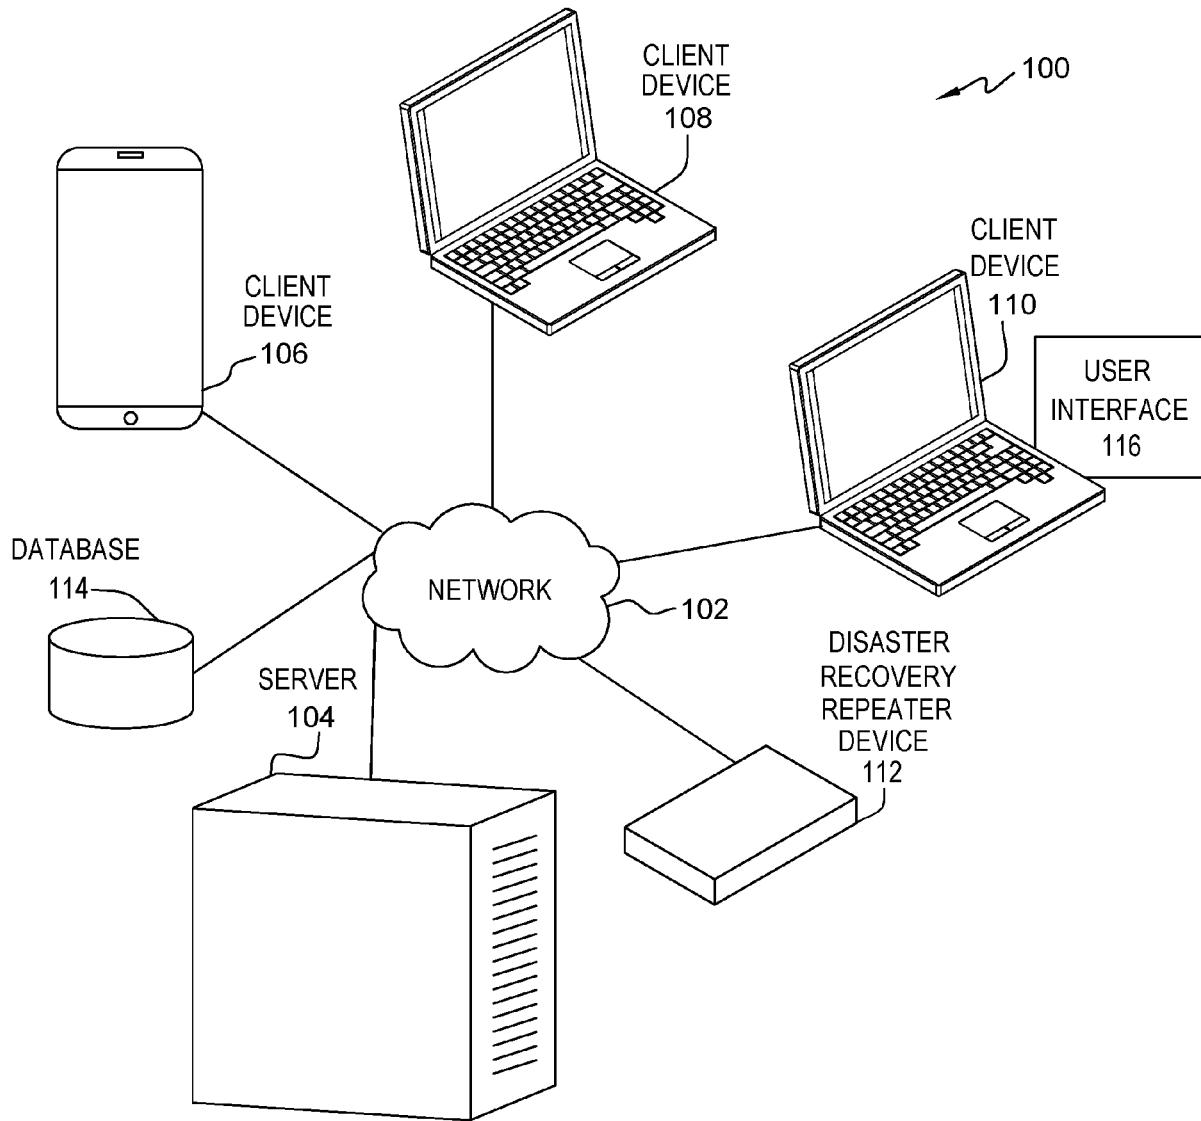 CLIENT
DEVICE
108
100
CLIENT
DEVICE
110
CLIENT
DEVICE
106
USER
INTERFACE
116
DATABASE
114
NETWORK
102
DISASTER
RECOVERY
REPEATER
DEVICE
112
SERVER
104